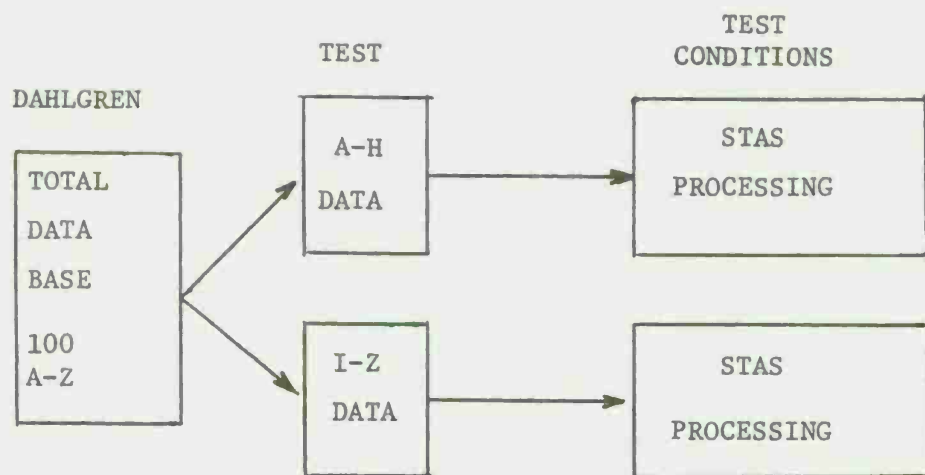 TEST
CONDITIONS
TEST
DAHLGREN
TOTAL
DATA
BASE
100
A-Z
A-H
DATA
STAS
PROCESSING
I-Z
DATA
STAS
PROCESSING